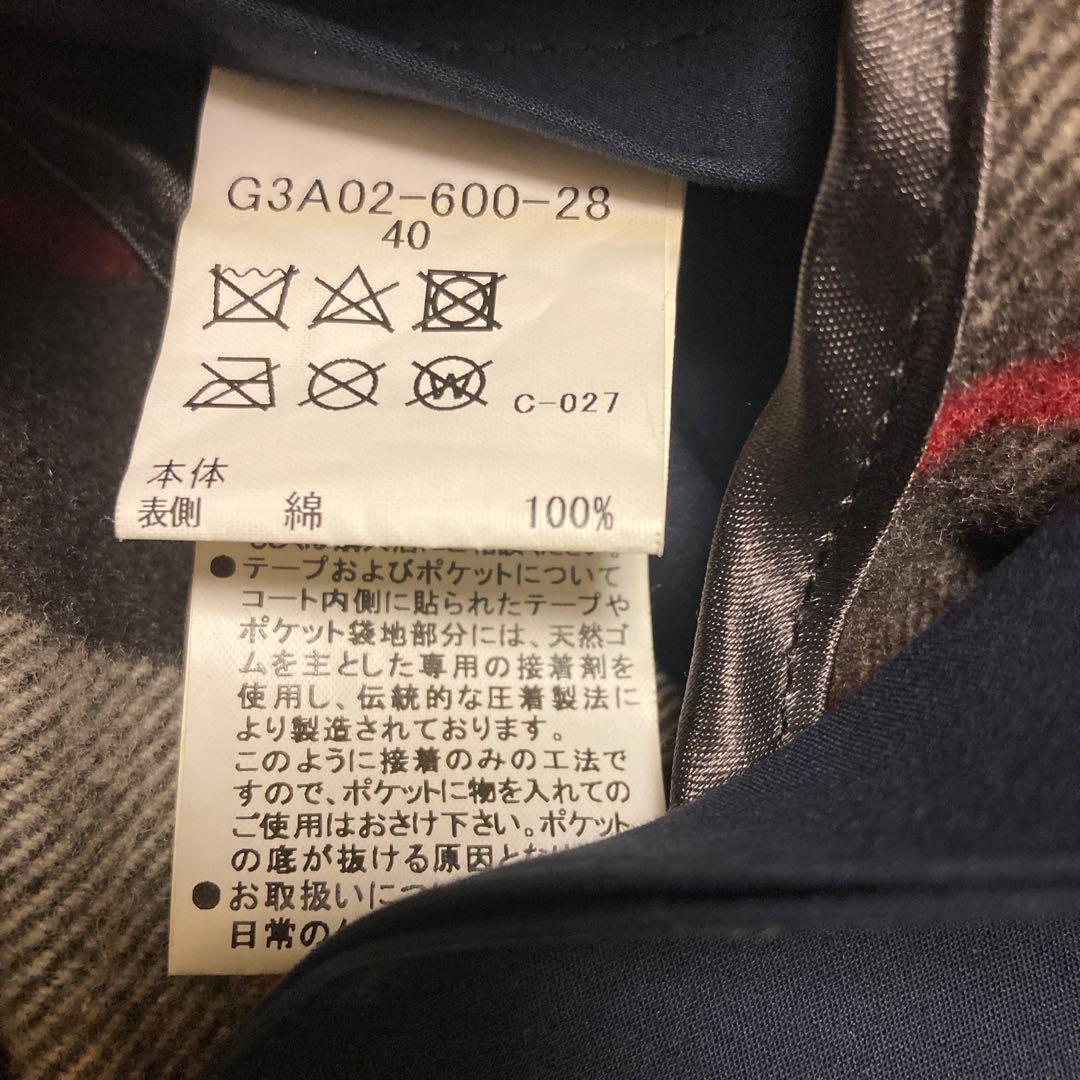 G3A02-600-28
40
C-027
本体
表側 綿 100%
●テープおよびポケットについて
コート内側に貼られたテープや
ポケット袋地部分には、天然ゴ
ムを主とした専用の接着剤を
使用し、伝統的な圧着製法に
より製造されております。
このように接着のみの工法で
すので、ポケットに物を入れての
ご使用はおさけ下さい。ポケット
の底が抜ける原因と
●お取扱いに
日常の